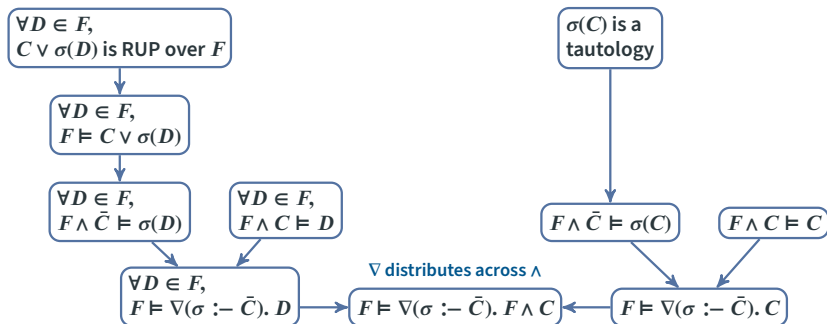 ∀D ∈ F,
C ∨ σ(D) is RUP over F
σ(C) is a
tautology
∀D ∈ F,
F ⊨ C ∨ σ(D)
∀D ∈ F,
F ∧ C̄ ⊨ σ(D)
∀D ∈ F,
F ∧ C ⊨ D
F ∧ C̄ ⊨ σ(C)
F ∧ C ⊨ C
∇ distributes across ∧
∀D ∈ F,
F ⊨ ∇(σ :– C̄). D
F ⊨ ∇(σ :– C̄). F ∧ C
F ⊨ ∇(σ :– C̄). C